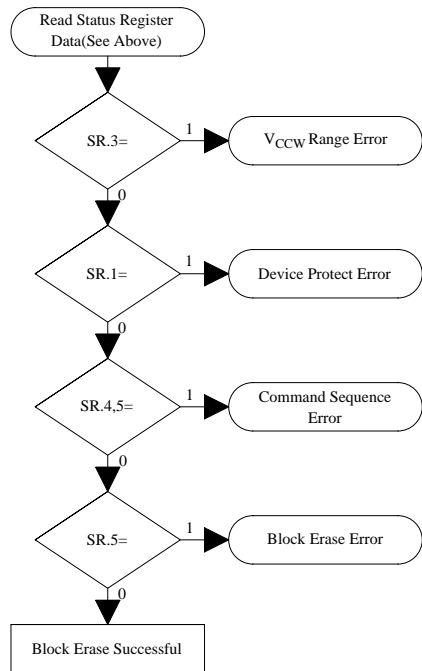 Read Status Register
Data(See Above)
SR.3=
1
V_CCW Range Error
0
SR.1=
1
Device Protect Error
0
SR.4,5=
1
Command Sequence
Error
0
SR.5=
1
Block Erase Error
0
Block Erase Successful